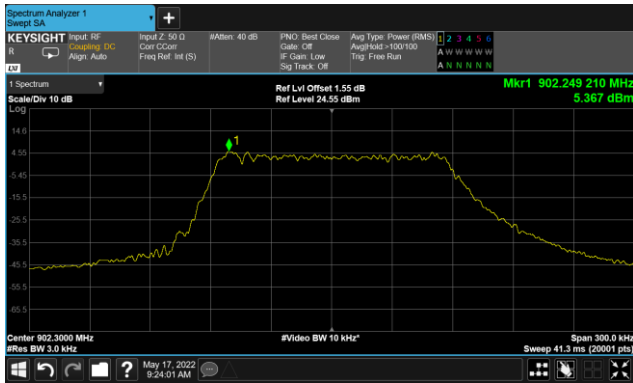 Spectrum Analyzer 1
Swept SA
+
KEYSIGHT Input: RF Input Z: 50 Ω #Atten: 40 dB PNO: Best Close Avg Type: Power (RMS) 1 2 3 4 5 6
R Coupling: DC Corr CCorr Gate: Off Avg|Hold:>100/100 A W W W W W
Align: Auto Freq Ref: Int (S) IF Gain: Low Trig: Free Run
LXI Sig Track: Off A N N N N N
1 Spectrum Ref Lvl Offset 1.55 dB Mkr1 902.249 210 MHz
Scale/Div 10 dB Ref Level 24.55 dBm 5.367 dBm
Log
1
14.6
4.55
-5.45
-15.5
-25.5
-35.5
-45.5
-55.5
-65.5
Center 902.3000 MHz #Video BW 10 kHz* Span 300.0 kHz
#Res BW 3.0 kHz Sweep 41.3 ms (20001 pts)
? May 17, 2022
9:24:01 AM